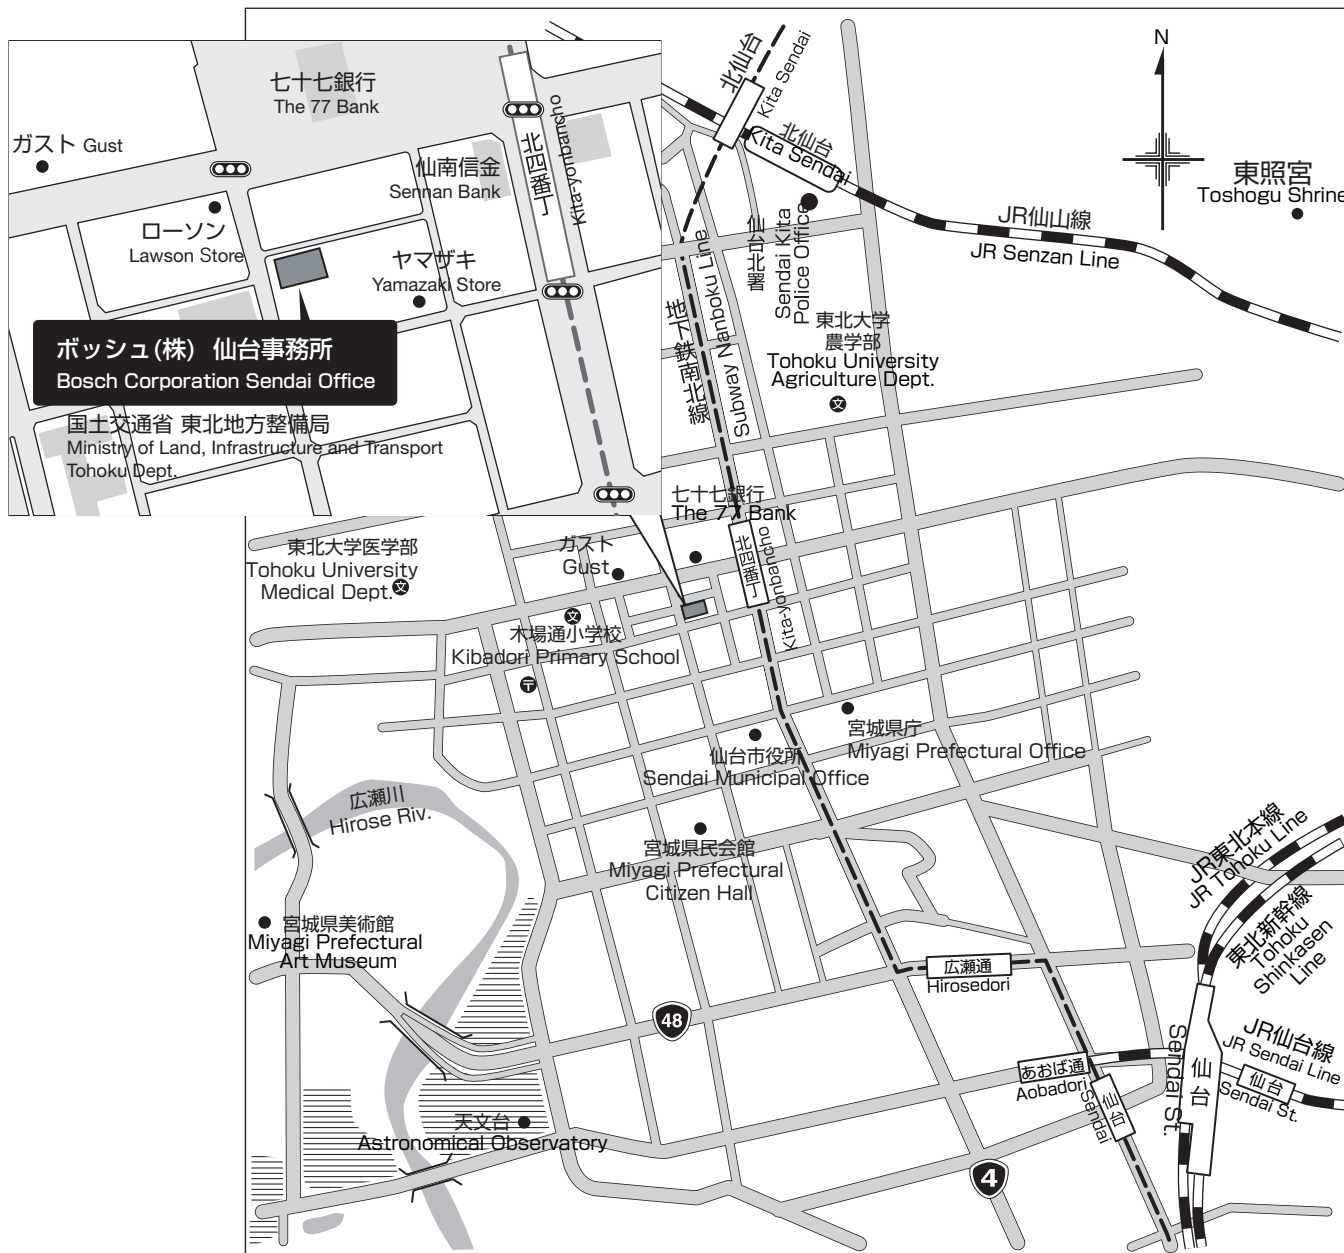 七十七銀行
The 77 Bank
ガスト Gust
仙南信金
Sennan Bank
北四番丁
Kita-yonbancho
ローソン
Lawson Store
ヤマザキ
Yamazaki Store
ボッシュ(株) 仙台事務所
Bosch Corporation Sendai Office
国土交通省 東北地方整備局
Ministry of Land, Infrastructure and Transport
Tohoku Dept.
北仙台
Kita Sendai
北仙台
Kita Sendai
N
東照宮
Toshogu Shrine
JR仙山線
JR Senzan Line
仙台北署
Sendai Kita
Police Office
地下鉄南北線
Subway Nanboku Lina
東北大学
農学部
Tohoku University
Agriculture Dept.
文
七十七銀行
The 77 Bank
北四番丁
Kita-yonbancho
東北大学医学部
Tohoku University
Medical Dept.
文
ガスト
Gust
文
木場通小学校
Kibadori Primary School
〒
宮城県庁
Miyagi Prefectural Office
仙台市役所
Sendai Municipal Office
広瀬川
Hirose Riv.
宮城県民会館
Miyagi Prefectural
Citizen Hall
JR東北本線
JR Tohoku Line
東北新幹線
Tohoku
Shinkasen
Line
宮城県美術館
Miyagi Prefectural
Art Museum
広瀬通
Hirosedori
48
JR仙台線
JR Sendai Line
仙台
Sendai St.
仙台
Sendai St.
あおば通
Aobadori
仙台
Sendai
天文台
Astronomical Observatory
4